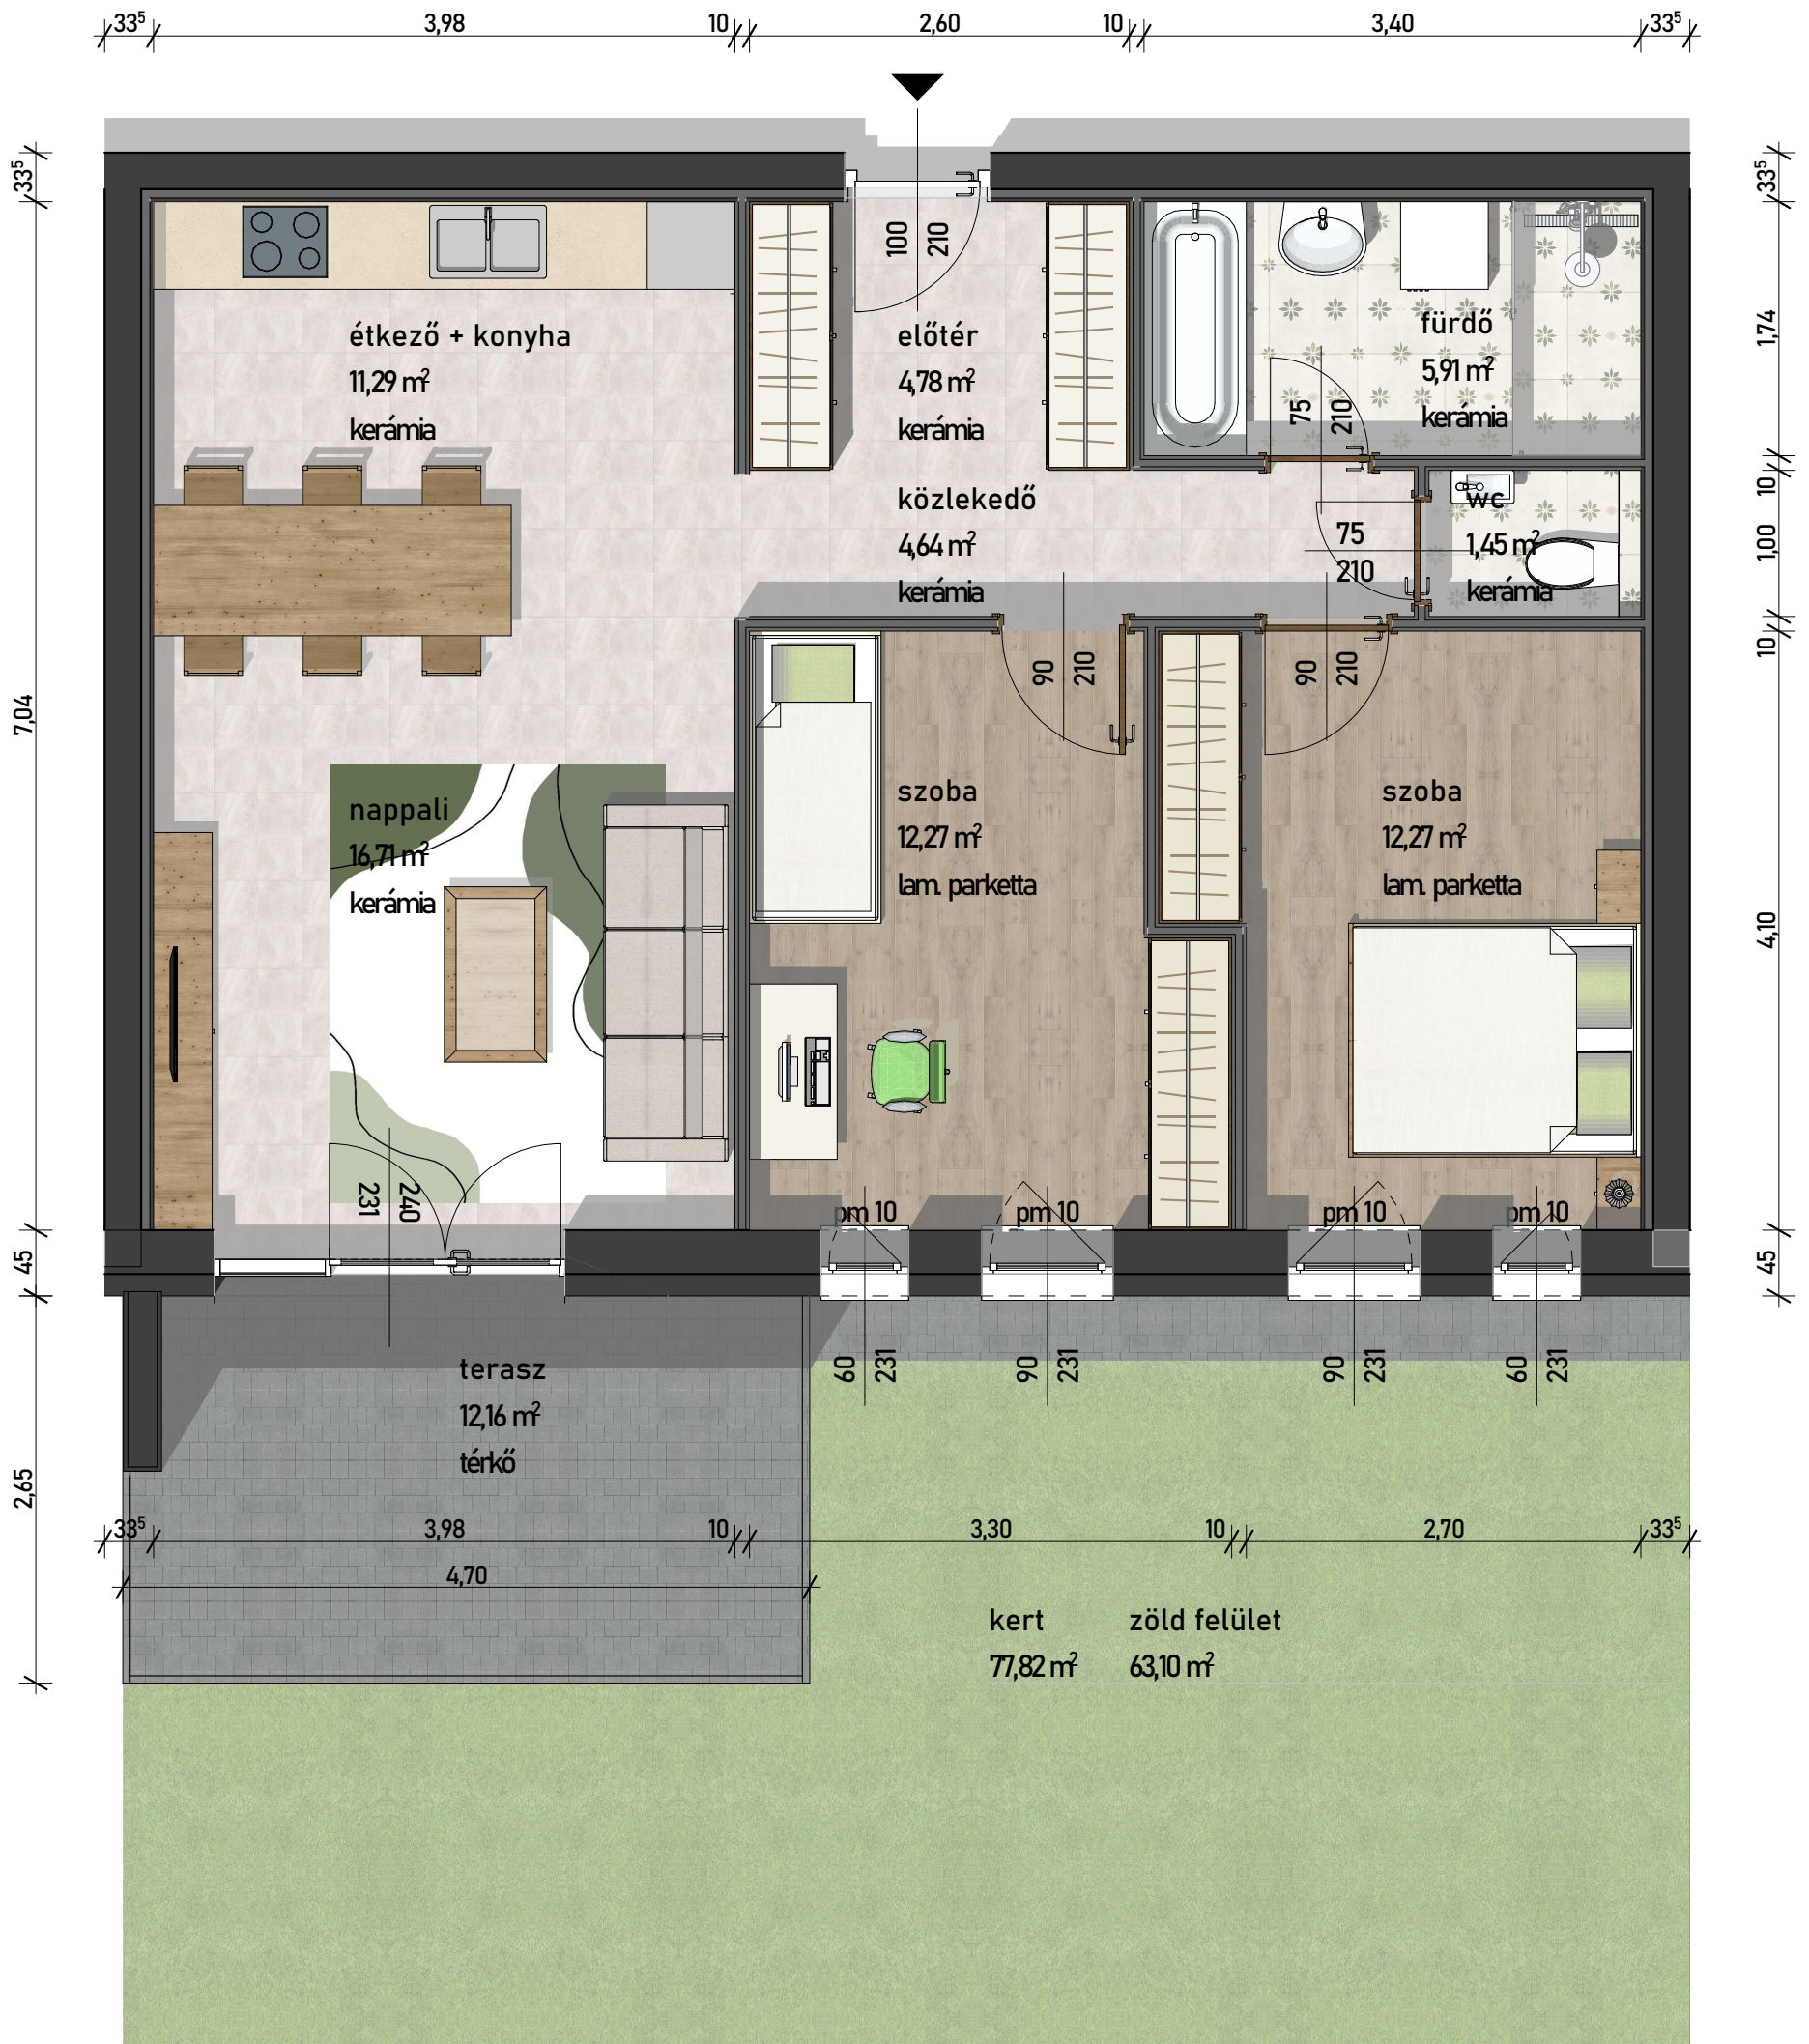 33⁵ 3,98 10 2,60 10 3,40 33⁵
33⁵
33⁵
100
210
étkező + konyha
11,29 m²
kerámia
előtér
4,78 m²
kerámia
fürdő
5,91 m²
kerámia
1,74
75
210
közlekedő
4,64 m²
kerámia
75
210
wc
1,45 m²
kerámia
10
1,00
10
7,04
90
210
90
210
nappali
16,71 m²
kerámia
szoba
12,27 m²
lam. parketta
szoba
12,27 m²
lam. parketta
4,10
231
240
pm 10
pm 10
pm 10
pm 10
45
45
60
231
90
231
90
231
60
231
terasz
12,16 m²
térkő
2,65
33⁵ 3,98 10 3,30 10 2,70 33⁵
4,70
kert
77,82 m²
zöld felület
63,10 m²